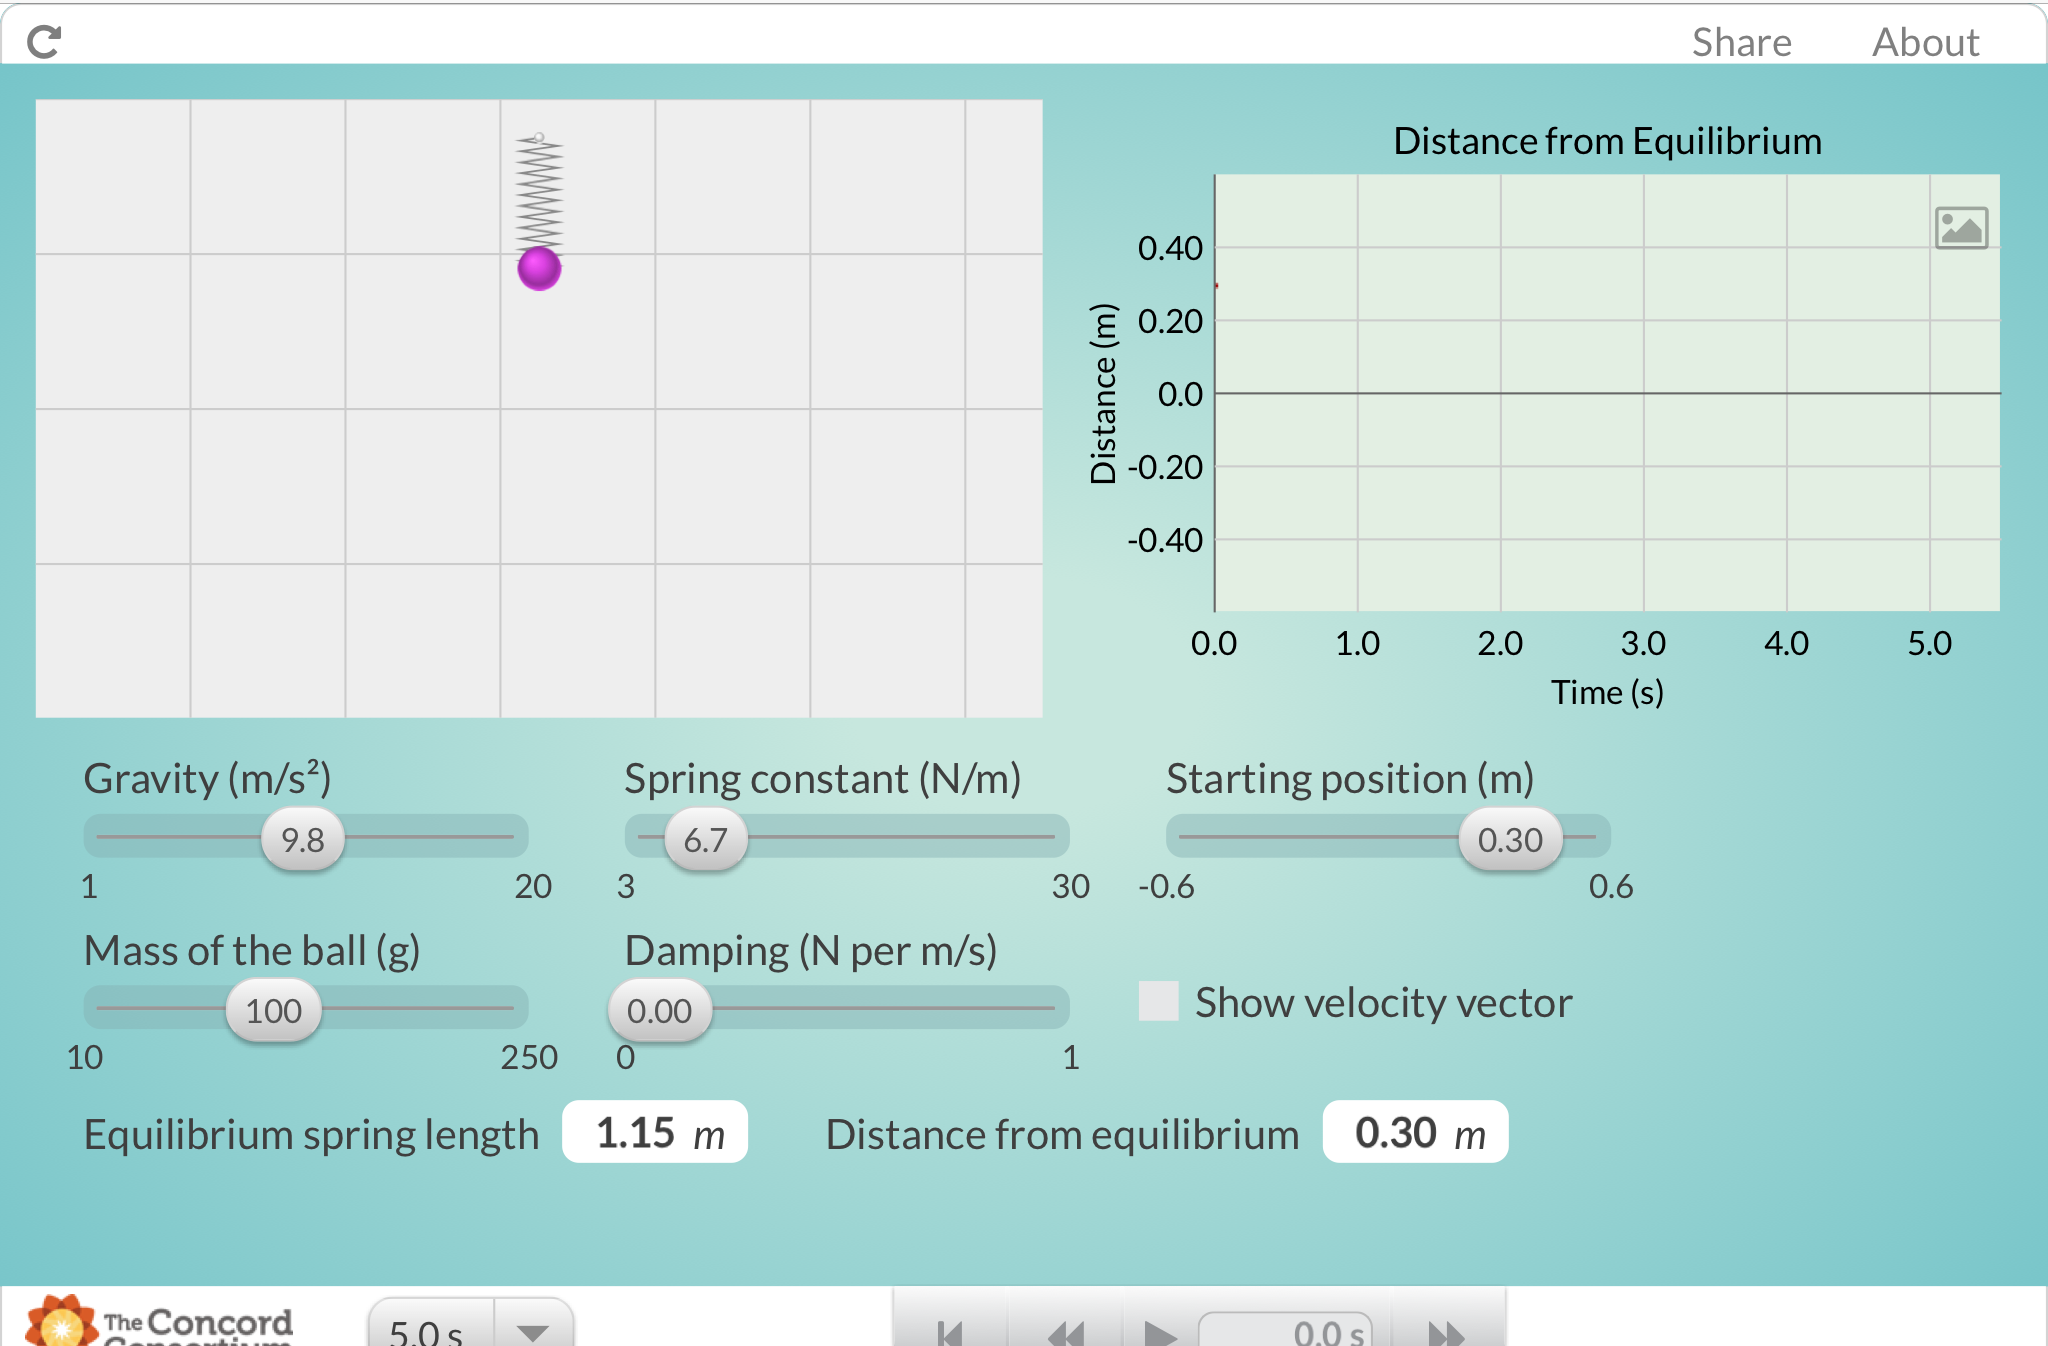 Share About
Distance from Equilibrium
0.40
0.20
0.0
-0.20
-0.40
Distance (m)
0.0 1.0 2.0 3.0 4.0 5.0
Time (s)
Gravity (m/s²) Spring constant (N/m) Starting position (m)
9.8 6.7 0.30
1 20 3 30 -0.6 0.6
Mass of the ball (g) Damping (N per m/s)
100 0.00 Show velocity vector
10 250 0 1
Equilibrium spring length 1.15 m Distance from equilibrium 0.30 m
The Concord
Consortium
5.0 s 0.0 s